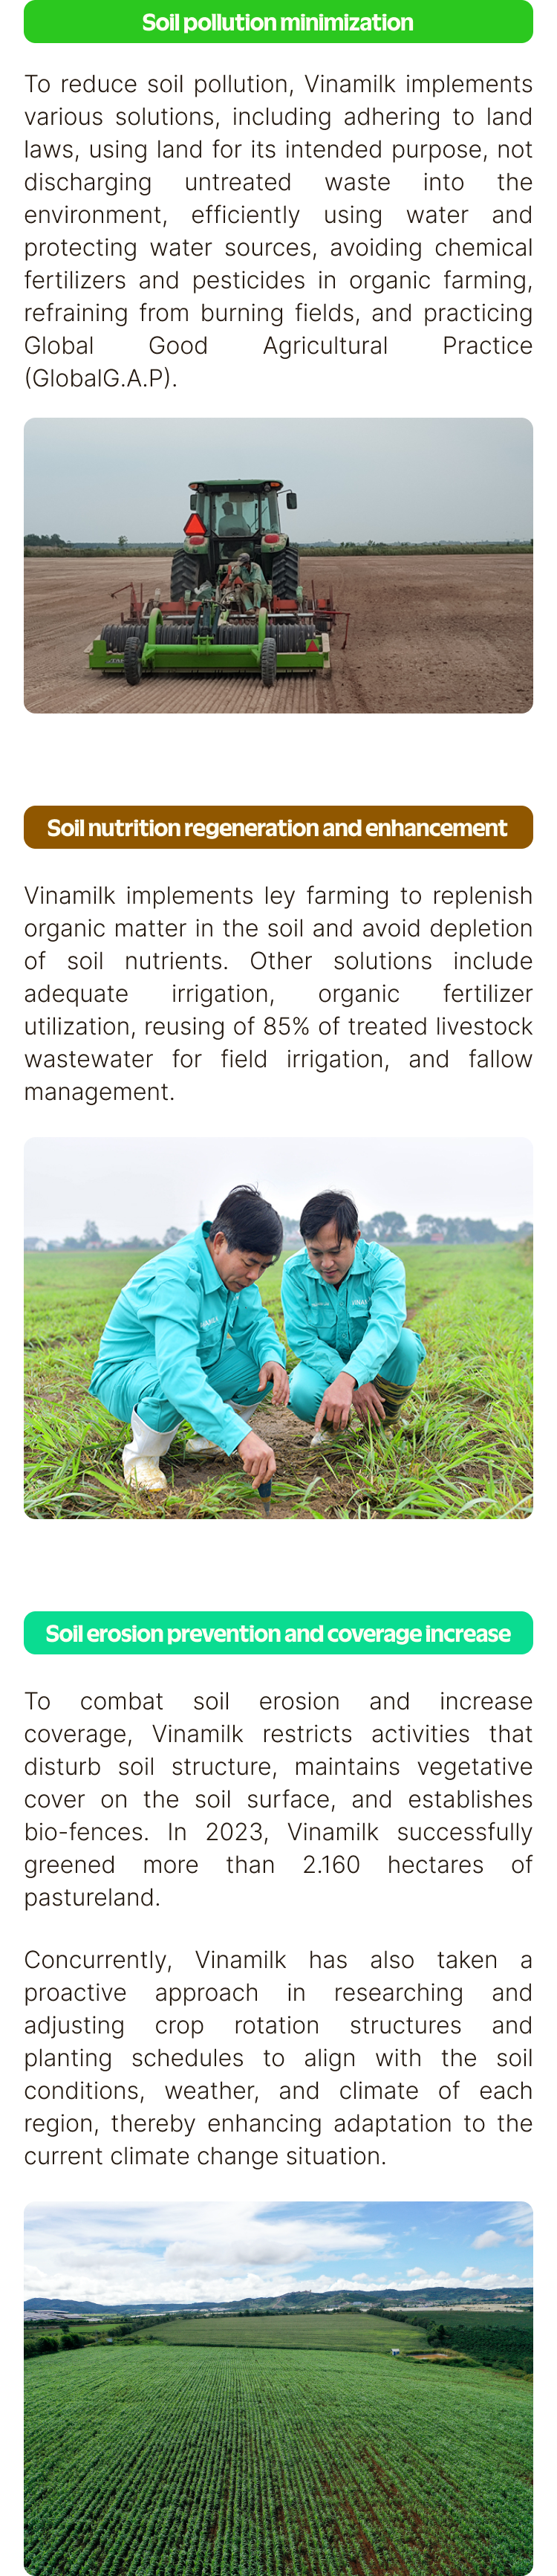 Soil pollution minimization
To reduce soil pollution, Vinamilk implements
various solutions, including adhering to land
laws, using land for its intended purpose, not
discharging untreated waste into the
environment, efficiently using water and
protecting water sources, avoiding chemical
fertilizers and pesticides in organic farming,
refraining from burning fields, and practicing
Global Good Agricultural Practice
(GlobalG.A.P).
Soil nutrition regeneration and enhancement
Vinamilk implements ley farming to replenish
organic matter in the soil and avoid depletion
of soil nutrients. Other solutions include
adequate irrigation, organic fertilizer
utilization, reusing of 85% of treated livestock
wastewater for field irrigation, and fallow
management.
Soil erosion prevention and coverage increase
To combat soil erosion and increase
coverage, Vinamilk restricts activities that
disturb soil structure, maintains vegetative
cover on the soil surface, and establishes
bio-fences. In 2023, Vinamilk successfully
greened more than 2.160 hectares of
pastureland.
Concurrently, Vinamilk has also taken a
proactive approach in researching and
adjusting crop rotation structures and
planting schedules to align with the soil
conditions, weather, and climate of each
region, thereby enhancing adaptation to the
current climate change situation.